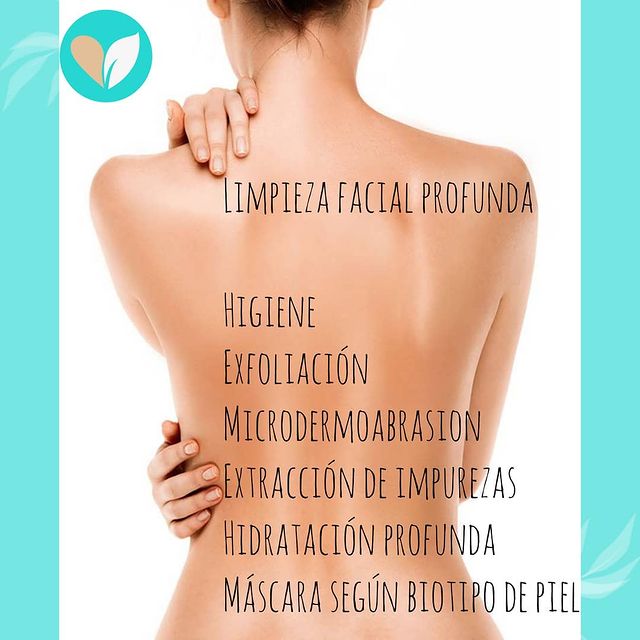 Limpieza facial profunda
Higiene
Exfoliación
Microdermoabrasion
Extracción de impurezas
Hidratación profunda
Máscara según biotipo de piel